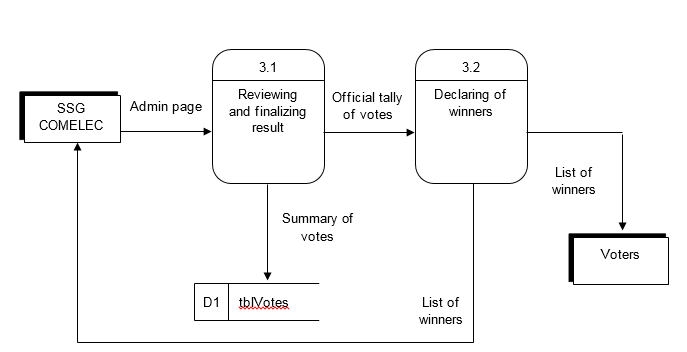 3.1
3.2
SSG
COMELEC
Admin page
Reviewing
and finalizing
result
Official tally
of votes
Declaring of
winners
List of
winners
Summary of
votes
Voters
D1
tblVotes
List of
winners